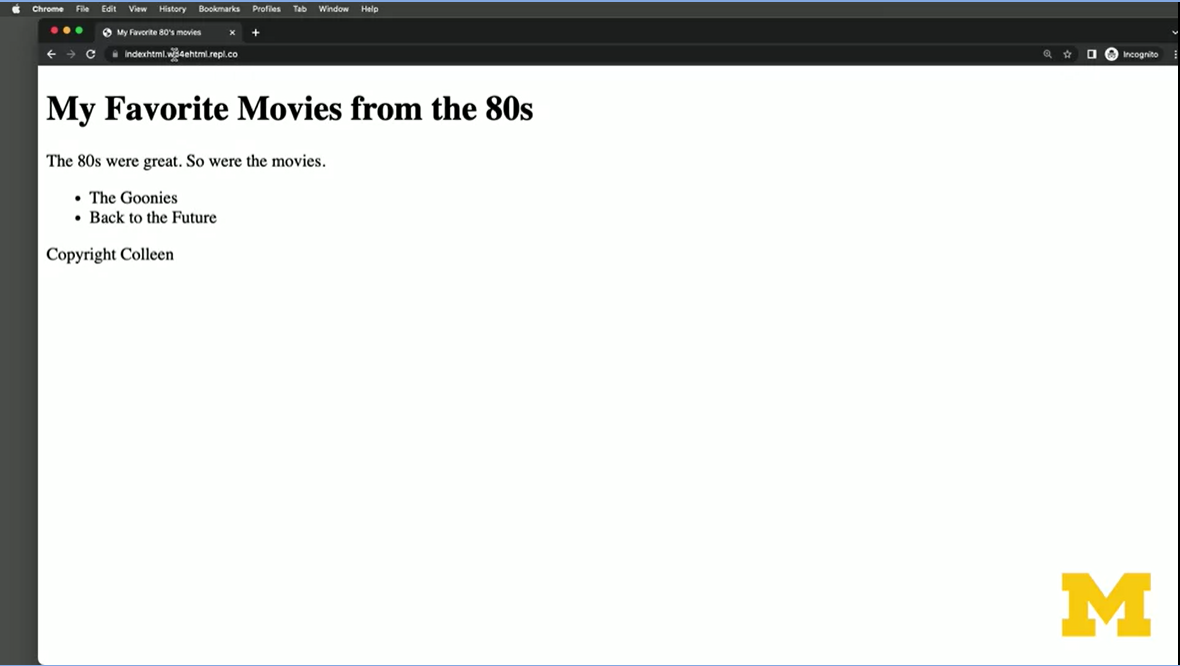 Chrome File Edit View History Bookmarks Profiles Tab Window Help
My Favorite 80's movies
indexhtml.w34ehtml.repl.co
Incognito
My Favorite Movies from the 80s
The 80s were great. So were the movies.
• The Goonies
• Back to the Future
Copyright Colleen
M